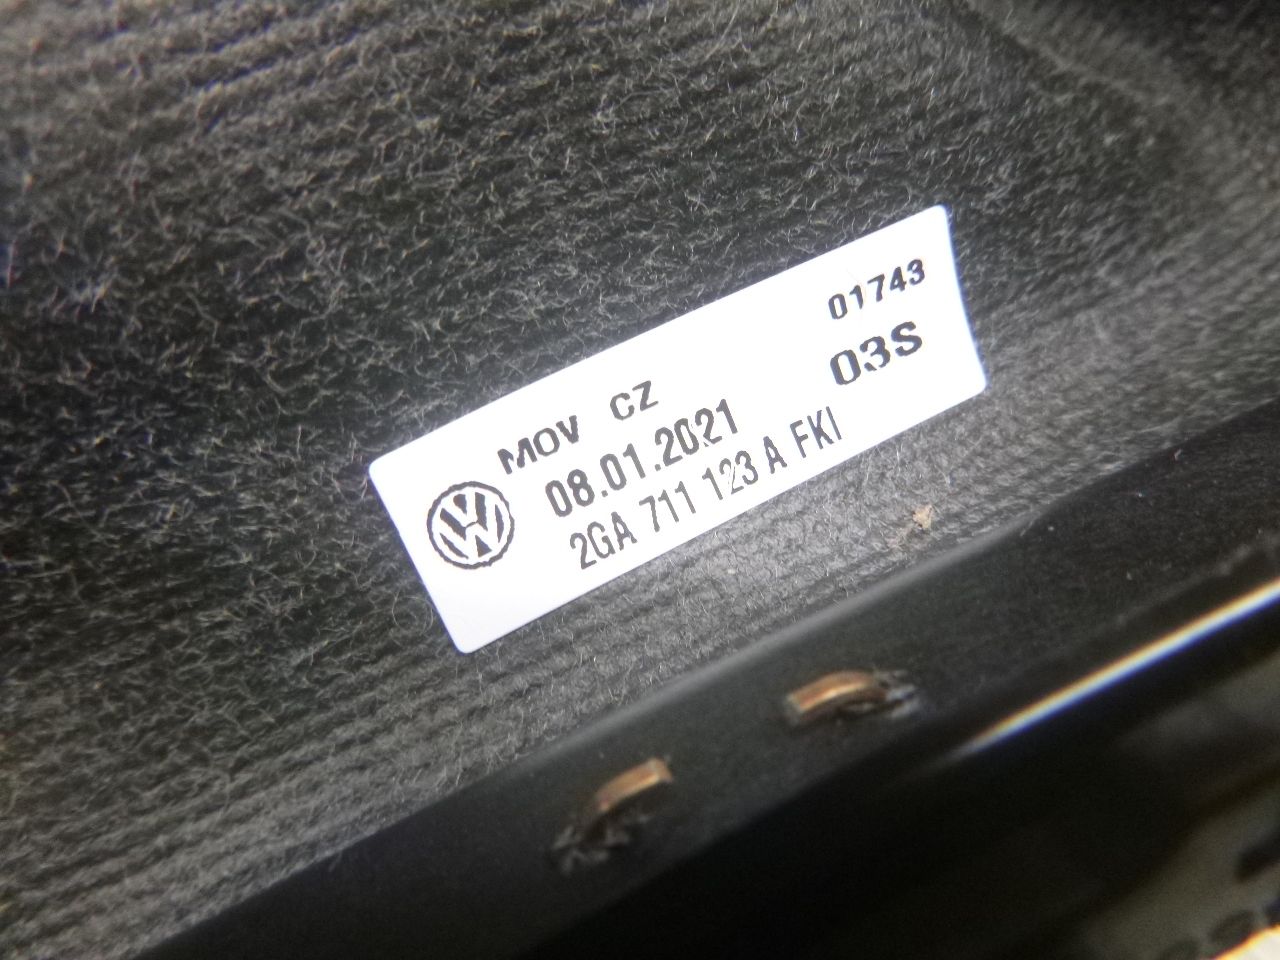 01743
MOV CZ
03S
08.01.2021
2GA 711 123 A FKI